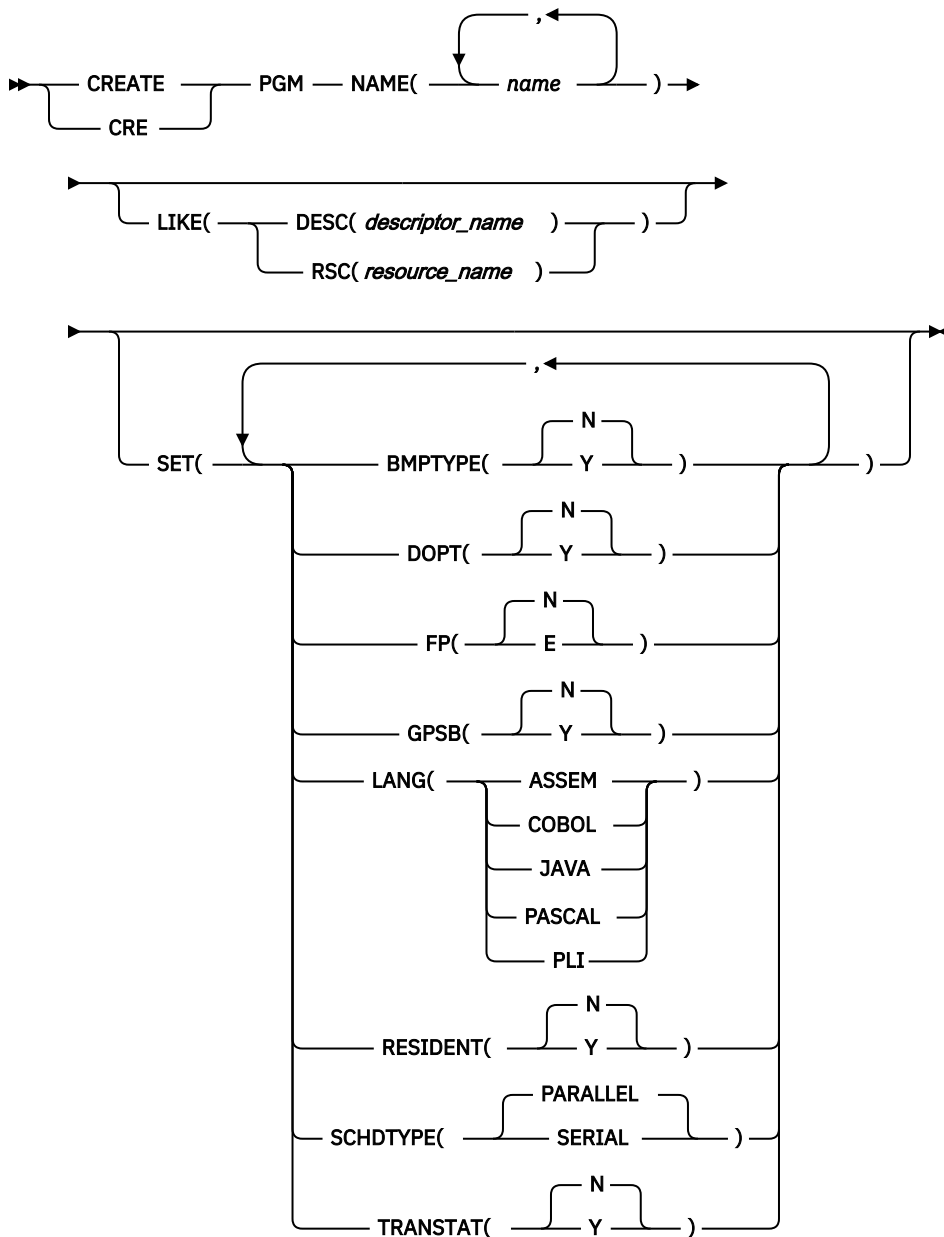 ,
CREATE PGM NAME( name )
CRE
LIKE( DESC( descriptor_name ) )
RSC( resource_name )
,
N
SET( BMPTYPE( Y ) )
N
DOPT( Y )
N
FP( E )
N
GPSB( Y )
LANG( ASSEM )
COBOL
JAVA
PASCAL
PLI
N
RESIDENT( Y )
PARALLEL
SCHDTYPE( SERIAL )
N
TRANSTAT( Y )